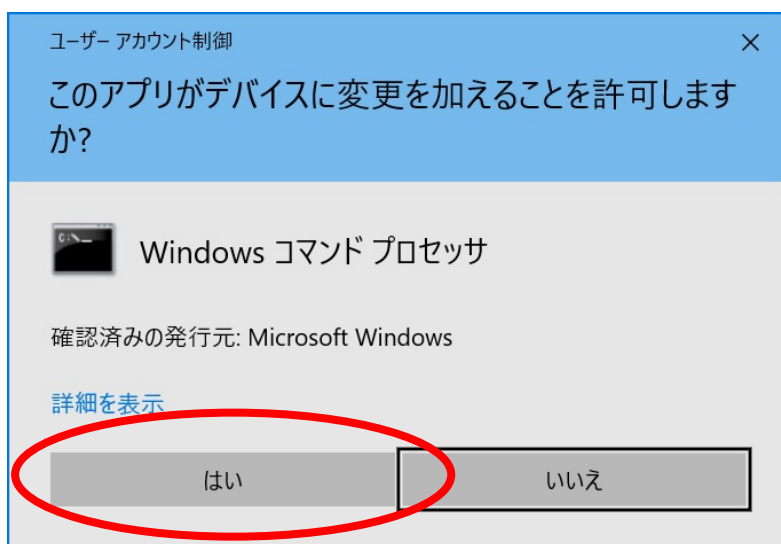 ユーザー アカウント制御
このアプリがデバイスに変更を加えることを許可します
か?
C:\_
Windows コマンド プロセッサ
確認済みの発行元: Microsoft Windows
詳細を表示
はい いいえ